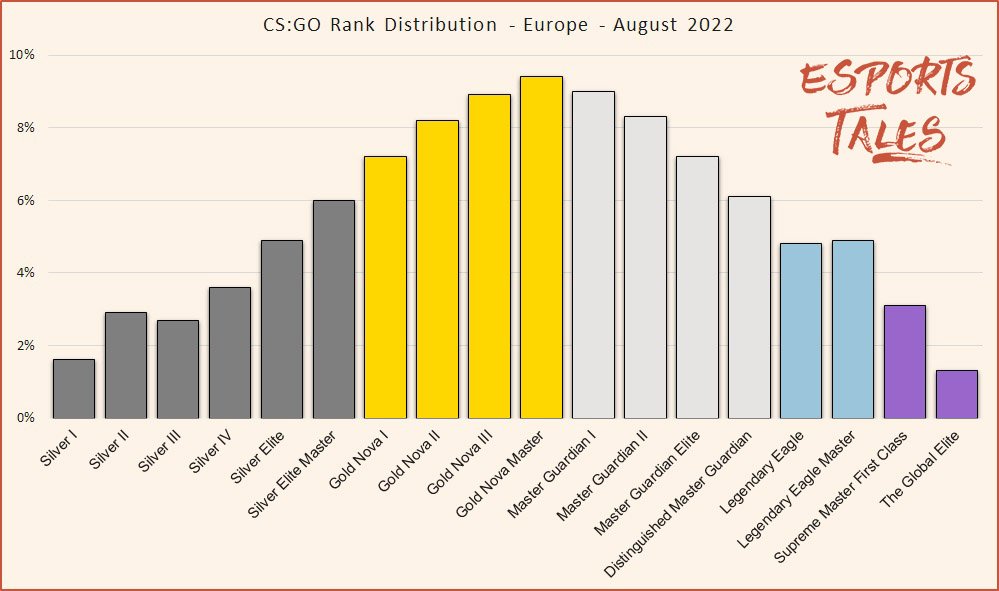 CS:GO Rank Distribution - Europe - August 2022
ESPORTS
TALES
10%
8%
6%
4%
2%
0%
Silver I
Silver II
Silver III
Silver IV
Silver Elite
Silver Elite Master
Gold Nova I
Gold Nova II
Gold Nova III
Gold Nova Master
Master Guardian I
Master Guardian II
Master Guardian Elite
Distinguished Master Guardian
Legendary Eagle
Legendary Eagle Master
Supreme Master First Class
The Global Elite